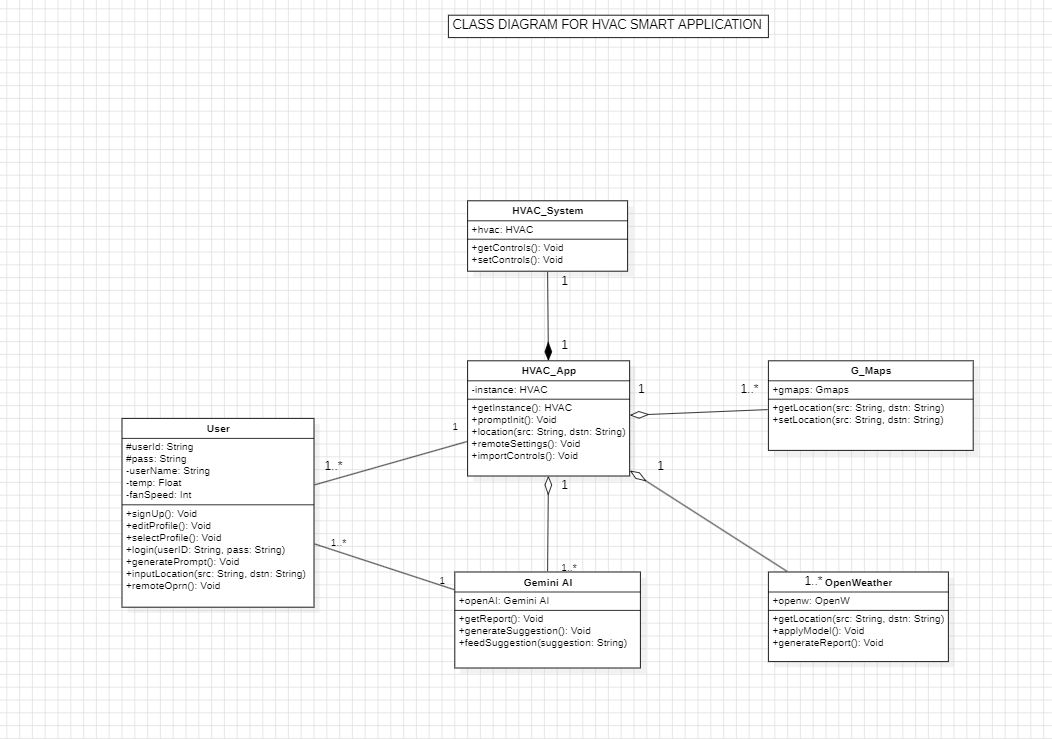 CLASS DIAGRAM FOR HVAC SMART APPLICATION
HVAC_System
+hvac: HVAC
+getControls(): Void
+setControls(): Void
1
1
HVAC_App
-instance: HVAC
+getInstance(): HVAC
+promptInit(): Void
+location(src: String, dstn: String)
+remoteSettings(): Void
+importControls(): Void
1
1..*
G_Maps
+gmaps: Gmaps
+getLocation(src: String, dstn: String)
+setLocation(src: String, dstn: String)
User
#userId: String
#pass: String
-userName: String
-temp: Float
-fanSpeed: Int
+signUp(): Void
+editProfile(): Void
+selectProfile(): Void
+login(userID: String, pass: String)
+generatePrompt(): Void
+inputLocation(src: String, dstn: String)
+remoteOprn(): Void
1
1..*
1..*
1
1
1..*
Gemini AI
+openAI: Gemini AI
+getReport(): Void
+generateSuggestion(): Void
+feedSuggestion(suggestion: String)
1
1..*
OpenWeather
+openw: OpenW
+getLocation(src: String, dstn: String)
+applyModel(): Void
+generateReport(): Void